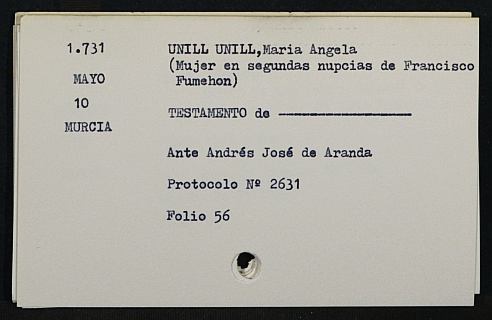 1.731
MAYO
10
MURCIA
UNILL UNILL,Maria Angela
(Mujer en segundas nupcias de Francisco
Fumehon)
TESTAMENTO de ------------------
Ante Andrés José de Aranda
Protocolo Nº 2631
Folio 56